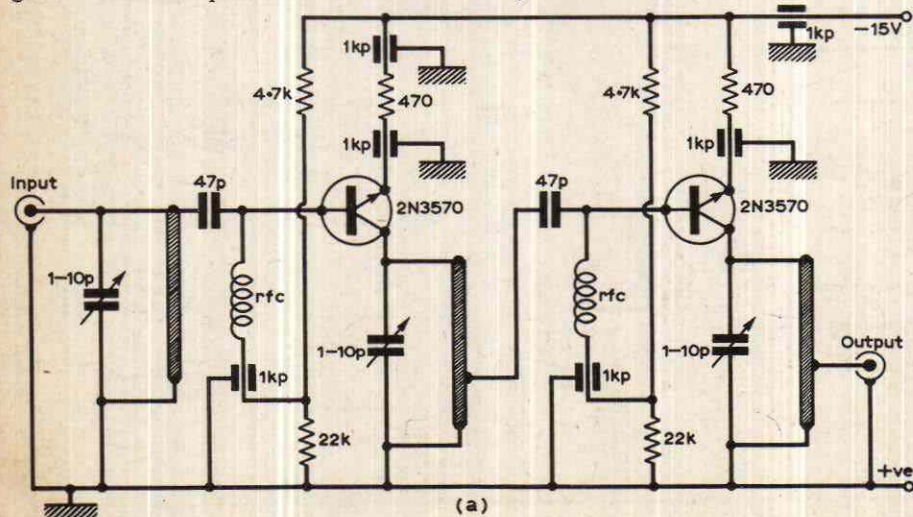 1kp
1kp
-15V
4·7k
470
4·7k
470
1kp
1kp
Input
47p
2N3570
47p
2N3570
rfc
rfc
1-10p
1-10p
1-10p
Output
1kp
1kp
22k
22k
+ve
(a)